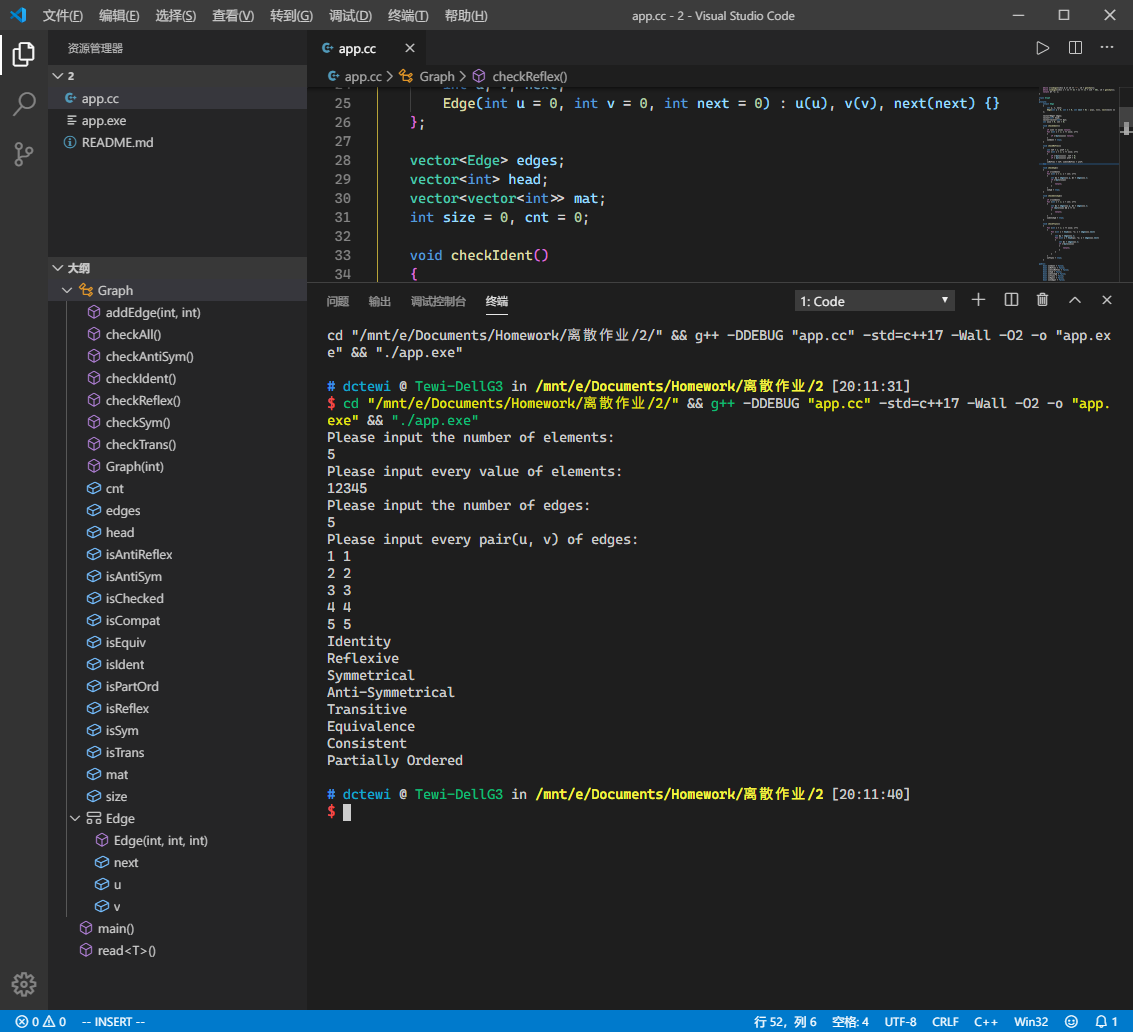 文件(F) 编辑(E) 选择(S) 查看(V) 转到(G) 调试(D) 终端(T) 帮助(H) app.cc - 2 - Visual Studio Code
资源管理器
2
app.cc
app.exe
README.md
大纲
Graph
addEdge(int, int)
checkAll()
checkAntiSym()
checkIdent()
checkReflex()
checkSym()
checkTrans()
Graph(int)
cnt
edges
head
isAntiReflex
isAntiSym
isChecked
isCompat
isEquiv
isIdent
isPartOrd
isReflex
isSym
isTrans
mat
size
Edge
Edge(int, int, int)
next
u
v
main()
read<T>()
app.cc
app.cc > Graph > checkReflex()
25 Edge(int u = 0, int v = 0, int next = 0) : u(u), v(v), next(next) {}
26 };
27
28 vector<Edge> edges;
29 vector<int> head;
30 vector<vector<int>> mat;
31 int size = 0, cnt = 0;
32
33 void checkIdent()
34 {
问题 输出 调试控制台 终端 1: Code
cd "/mnt/e/Documents/Homework/离散作业/2/" && g++ -DDEBUG "app.cc" -std=c++17 -Wall -O2 -o "app.ex
e" && "./app.exe"
# dctewi @ Tewi-DellG3 in /mnt/e/Documents/Homework/离散作业/2 [20:11:31]
$ cd "/mnt/e/Documents/Homework/离散作业/2/" && g++ -DDEBUG "app.cc" -std=c++17 -Wall -O2 -o "app.
exe" && "./app.exe"
Please input the number of elements:
5
Please input every value of elements:
12345
Please input the number of edges:
5
Please input every pair(u, v) of edges:
1 1
2 2
3 3
4 4
5 5
Identity
Reflexive
Symmetrical
Anti-Symmetrical
Transitive
Equivalence
Consistent
Partially Ordered
# dctewi @ Tewi-DellG3 in /mnt/e/Documents/Homework/离散作业/2 [20:11:40]
$
0 0 -- INSERT -- 行 52，列 6 空格: 4 UTF-8 CRLF C++ Win32 1